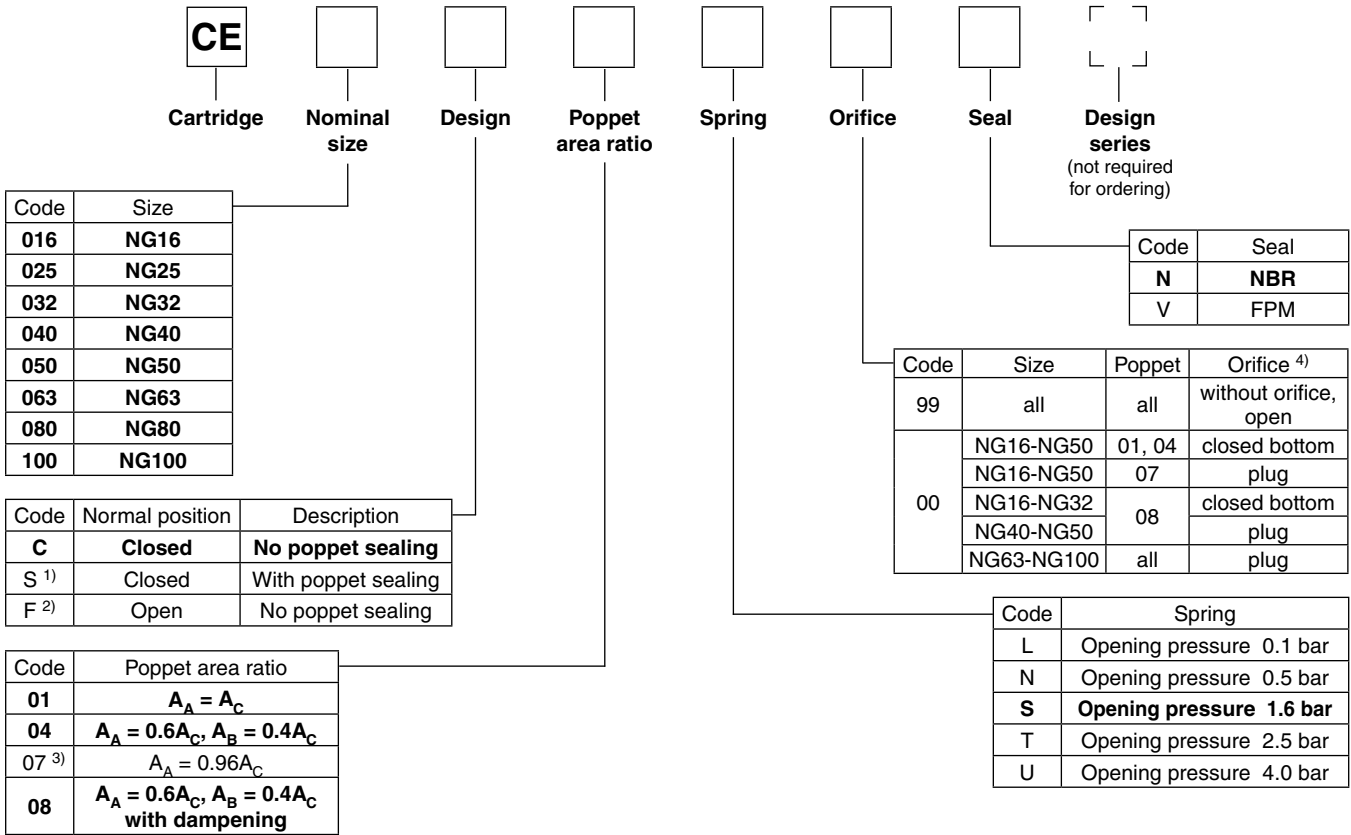 CE
Cartridge
Nominal
size
Design
Poppet
area ratio
Spring
Orifice
Seal
Design
series
(not required
for ordering)
Code Size
016 NG16
025 NG25
032 NG32
040 NG40
050 NG50
063 NG63
080 NG80
100 NG100
Code Normal position Description
C Closed No poppet sealing
S 1) Closed With poppet sealing
F 2) Open No poppet sealing
Code Poppet area ratio
01 AA = AC
04 AA = 0.6AC, AB = 0.4AC
07 3) AA = 0.96AC
08 AA = 0.6AC, AB = 0.4AC
with dampening
Code Seal
N NBR
V FPM
Code Size Poppet Orifice 4)
99 all all without orifice,
open
00
NG16-NG50 01, 04 closed bottom
NG16-NG50 07 plug
NG16-NG32 08 closed bottom
NG40-NG50 plug
NG63-NG100 all plug
Code Spring
L Opening pressure 0.1 bar
N Opening pressure 0.5 bar
S Opening pressure 1.6 bar
T Opening pressure 2.5 bar
U Opening pressure 4.0 bar